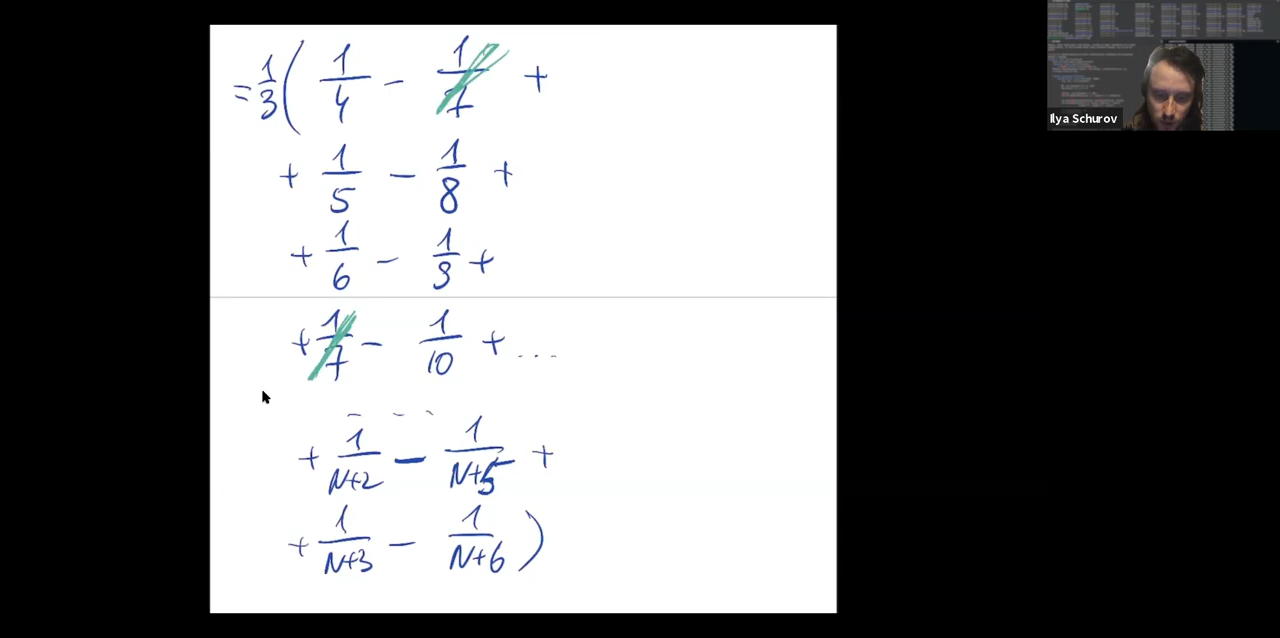 = 1/3 ( 1/4 - 1/7 +
+ 1/5 - 1/8 +
+ 1/6 - 1/9 +
+ 1/7 - 1/10 + ...
- - -
+ 1/(N+2) - 1/(N+5) +
+ 1/(N+3) - 1/(N+6) )
Ilya Schurov